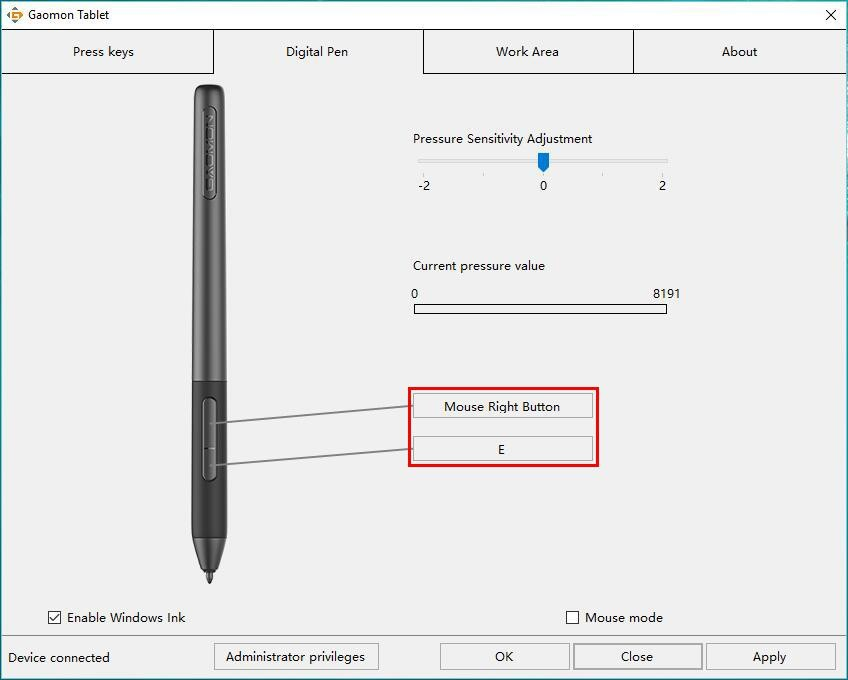 Gaomon Tablet
Press keys
Digital Pen
Work Area
About
GAOMON
Pressure Sensitivity Adjustment
-2 0 2
Current pressure value
0 8191
Mouse Right Button
E
Enable Windows Ink
Mouse mode
Device connected
Administrator privileges
OK
Close
Apply